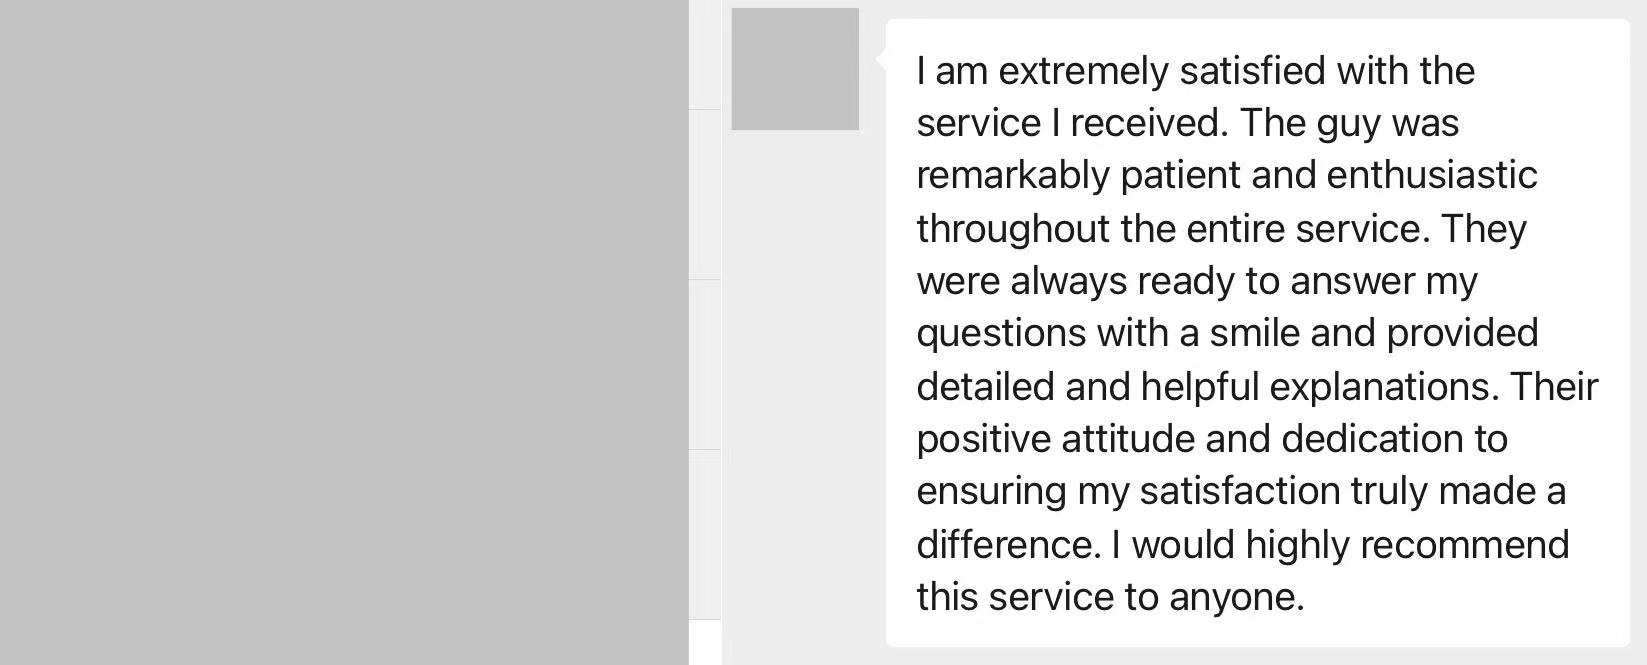 I am extremely satisfied with the
service I received. The guy was
remarkably patient and enthusiastic
throughout the entire service. They
were always ready to answer my
questions with a smile and provided
detailed and helpful explanations. Their
positive attitude and dedication to
ensuring my satisfaction truly made a
difference. I would highly recommend
this service to anyone.